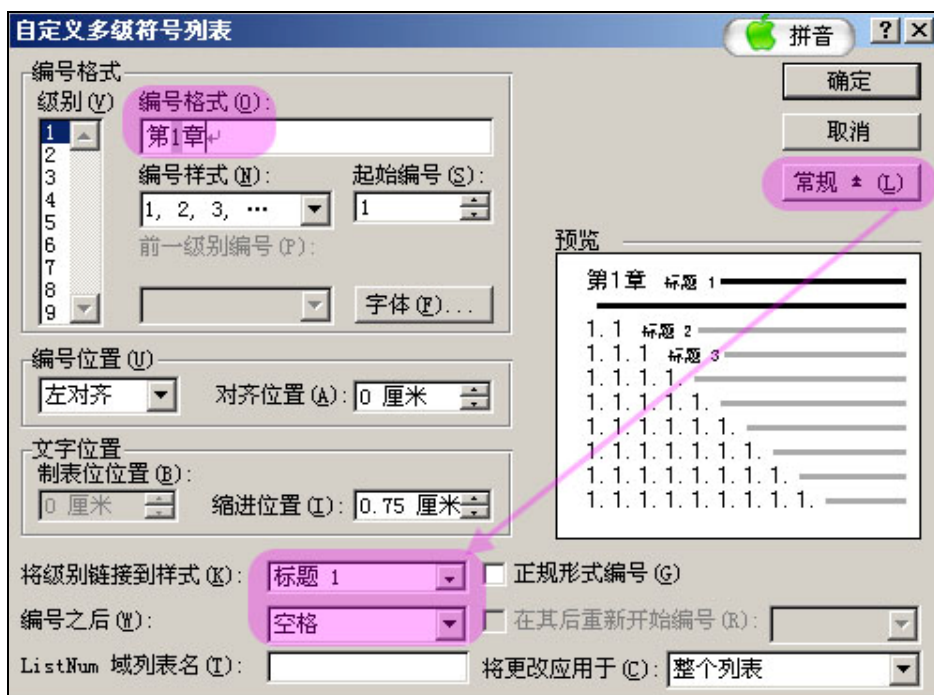 自定义多级符号列表
拼音
编号格式
级别(V) 编号格式(O):
确定
第1章
取消
1
2
3
4
5
6
7
8
9
编号样式(N): 起始编号(S):
常规 (L)
1, 2, 3, … 1
前一级别编号(P):
字体(F)...
预览
第1章 标题 1
1.1 标题 2
1.1.1 标题 3
1.1.1.1.
1.1.1.1.1.
1.1.1.1.1.1.
1.1.1.1.1.1.1.
1.1.1.1.1.1.1.1.
1.1.1.1.1.1.1.1.1.
编号位置(U)
左对齐 对齐位置(A): 0 厘米
文字位置
制表位位置(B):
0 厘米 缩进位置(I): 0.75 厘米
将级别链接到样式(K): 标题 1 正规形式编号(G)
编号之后(W): 空格 在其后重新开始编号(R):
ListNum 域列表名(T): 将更改应用于(C): 整个列表